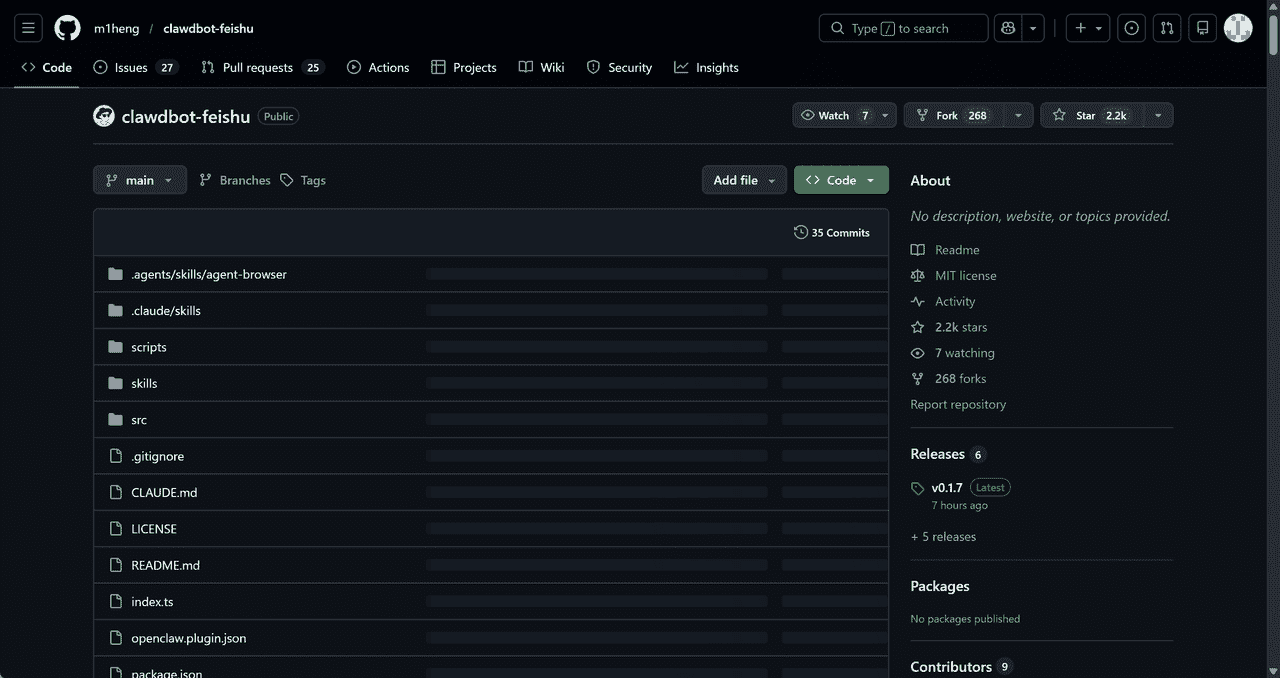 m1heng / clawdbot-feishu
Type / to search
Code
Issues 27
Pull requests 25
Actions
Projects
Wiki
Security
Insights
clawdbot-feishu Public
Watch 7
Fork 268
Star 2.2k
main
Branches
Tags
Add file
Code
35 Commits
.agents/skills/agent-browser
.claude/skills
scripts
skills
src
.gitignore
CLAUDE.md
LICENSE
README.md
index.ts
openclaw.plugin.json
package.json
About
No description, website, or topics provided.
Readme
MIT license
Activity
2.2k stars
7 watching
268 forks
Report repository
Releases 6
v0.1.7 Latest
7 hours ago
+ 5 releases
Packages
No packages published
Contributors 9